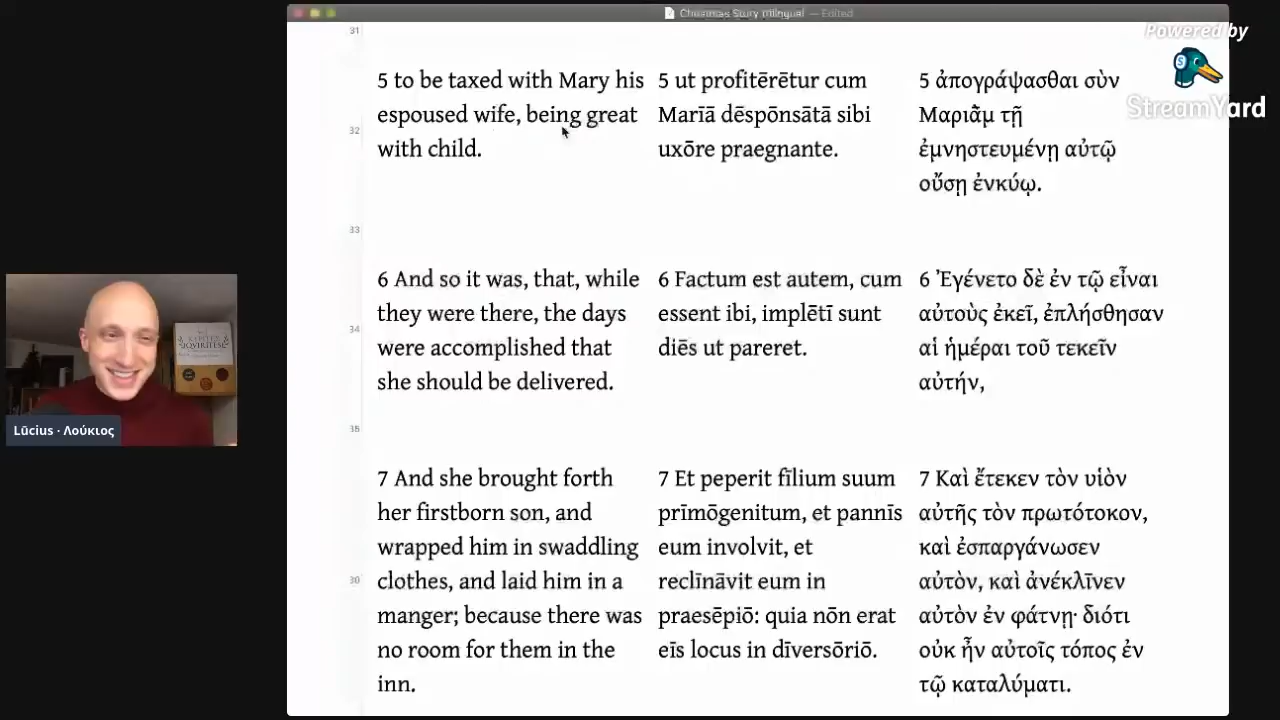 Christmas Story trilingual — Edited
Powered by
StreamYard
31
5 to be taxed with Mary his
espoused wife, being great
with child.
32
33
6 And so it was, that, while
they were there, the days
were accomplished that
she should be delivered.
34
35
7 And she brought forth
her firstborn son, and
wrapped him in swaddling
clothes, and laid him in a
manger; because there was
no room for them in the
inn.
5 ut profitērētur cum
Marīā dēspōnsātā sibi
uxōre praegnante.
6 Factum est autem, cum
essent ibi, implētī sunt
diēs ut pareret.
7 Et peperit fīlium suum
prīmōgenitum, et pannīs
eum involvit, et
reclīnāvit eum in
praesēpiō: quia nōn erat
eīs locus in dīversōriō.
5 ἀπογράψασθαι σὺν
Μαριᾱ̀μ τῇ
ἐμνηστευμένῃ αὐτῷ
οὔσῃ ἐνκύῳ.
6 Ἐγένετο δὲ ἐν τῷ εἶναι
αὐτοὺς ἐκεῖ, ἐπλήσθησαν
αἱ ἡμέραι τοῦ τεκεῖν
αὐτήν,
7 Καὶ ἔτεκεν τὸν υἱὸν
αὐτῆς τὸν πρωτότοκον,
καὶ ἐσπαργάνωσεν
αὐτὸν, καὶ ἀνέκλῑνεν
αὐτὸν ἐν φάτνῃ· διότι
οὐκ ἦν αὐτοῖς τόπος ἐν
τῷ καταλύματι.
Lūcius · Λούκιος